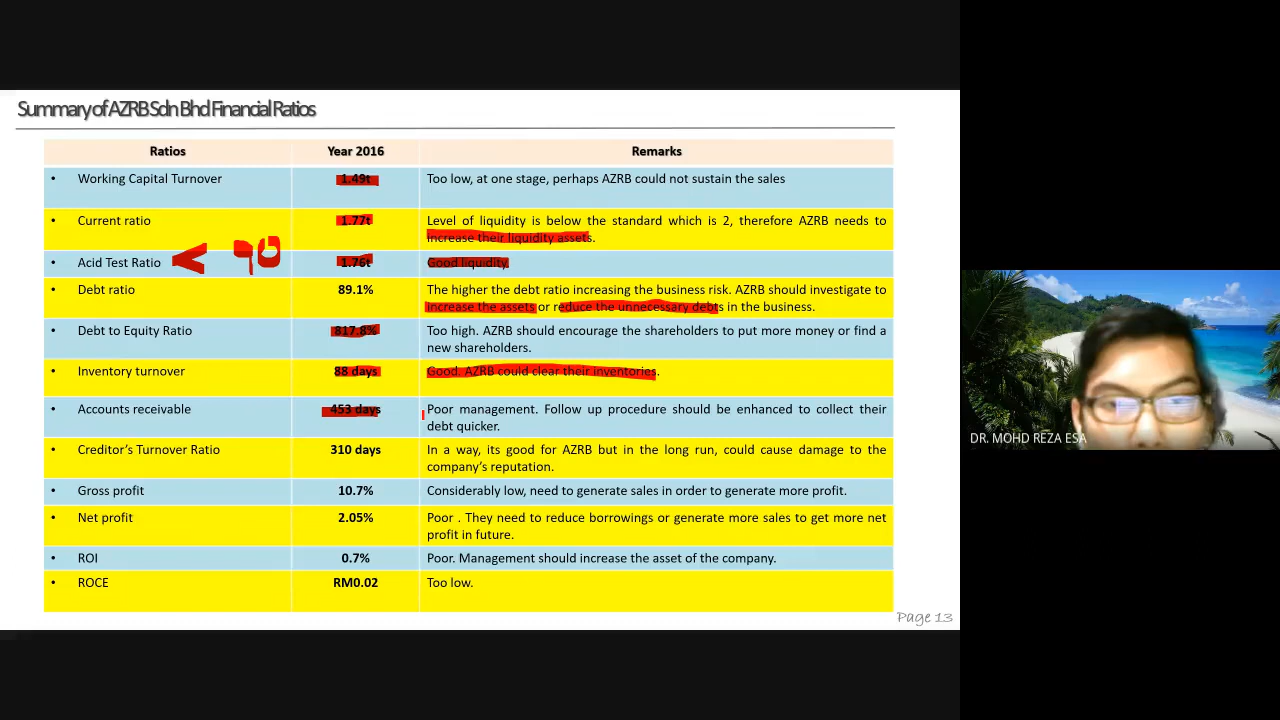 Summary of AZRB Sdn Bhd Financial Ratios
Ratios Year 2016 Remarks
• Working Capital Turnover 1.49t Too low, at one stage, perhaps AZRB could not sustain the sales
• Current ratio 1.77t Level of liquidity is below the standard which is 2, therefore AZRB needs to
increase their liquidity assets.
• Acid Test Ratio 1.76t Good liquidity.
• Debt ratio 89.1% The higher the debt ratio increasing the business risk. AZRB should investigate to
increase the assets or reduce the unnecessary debts in the business.
• Debt to Equity Ratio 817.8% Too high. AZRB should encourage the shareholders to put more money or find a
new shareholders.
• Inventory turnover 88 days Good. AZRB could clear their inventories.
• Accounts receivable 453 days Poor management. Follow up procedure should be enhanced to collect their
debt quicker.
• Creditor's Turnover Ratio 310 days In a way, its good for AZRB but in the long run, could cause damage to the
company's reputation.
• Gross profit 10.7% Considerably low, need to generate sales in order to generate more profit.
• Net profit 2.05% Poor . They need to reduce borrowings or generate more sales to get more net
profit in future.
• ROI 0.7% Poor. Management should increase the asset of the company.
• ROCE RM0.02 Too low.
Page 13
DR. MOHD REZA ESA